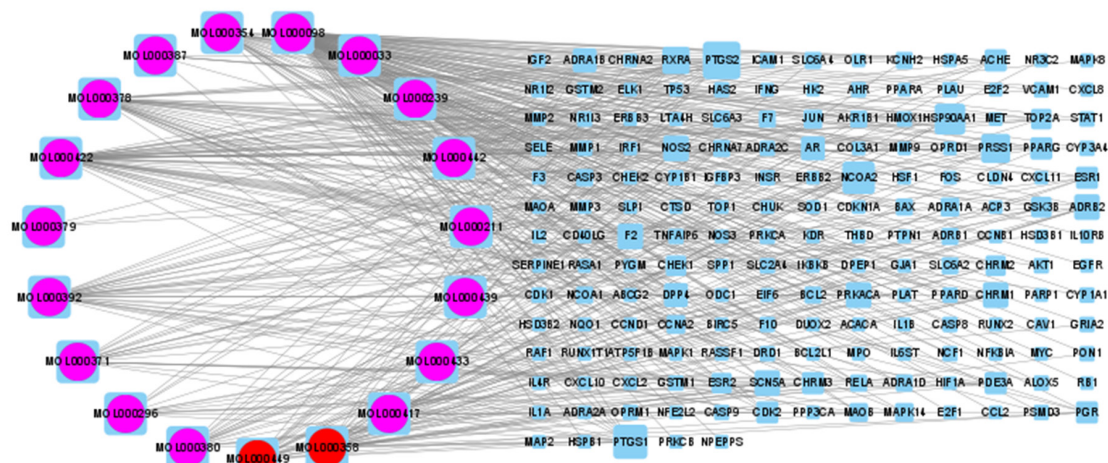 MOL000354 MOL000098
MOL000387 MOL000033
MOL000378 MOL000239
MOL000422 MOL000442
MOL000379 MOL000211
MOL000392 MOL000439
MOL000371 MOL000433
MOL000296 MOL000417
MOL000380 MOL000358
MOL000449
IGF2 ADRA1B CHRNA2 RXRA PTGS2 ICAM1 SLC6A4 OLR1 KCNH2 HSPA5 ACHE NR3C2 MAPK8
NR1I2 GSTM2 ELK1 TP53 HAS2 IFNG HK2 AHR PPARA PLAU E2F2 VCAM1 CXCL8
MMP2 NR1I3 ERBB3 LTA4H SLC6A3 F7 JUN AKR1B1 HMOX1 HSP90AA1 MET TOP2A STAT1
SELE MMP1 IRF1 NOS2 CHRNA7 ADRA2C AR COL3A1 MMP9 OPRD1 PRSS1 PPARG CYP3A4
F3 CASP3 CHEK2 CYP1B1 IGFBP3 INSR ERBB2 NCOA2 HSF1 FOS CLDN4 CXCL11 ESR1
MAOA MMP3 SLPI CTSD TOP1 CHUK SOD1 CDKN1A BAX ADRA1A ACP3 GSK3B ADRB2
IL2 CD40LG F2 TNFAIP6 NOS3 PRKCA KDR THBD PTPN1 ADRB1 CCNB1 HSD3B1 IL10RB
SERPINE1 RASA1 PYGM CHEK1 SPP1 SLC2A4 IKBKB DPEP1 GJA1 SLC6A2 CHRM2 AKT1 EGFR
CDK1 NCOA1 ABCG2 DPP4 ODC1 EIF6 BCL2 PRKACA PLAT PPARD CHRM1 PARP1 CYP1A1
HSD3B2 NQO1 CCND1 CCNA2 BIRC5 F10 DUOX2 ACACA IL1B CASP8 RUNX2 CAV1 GRIA2
RAF1 RUNX1T1 ATP5F1B MAPK1 RASSF1 DRD1 BCL2L1 MPO IL6ST NCF1 NFKBIA MYC PON1
IL4R CXCL10 CXCL2 GSTM1 ESR2 SCN5A CHRM3 RELA ADRA1D HIF1A PDE3A ALOX5 RB1
IL1A ADRA2A OPRM1 NFE2L2 CASP9 CDK2 PPP3CA MAOB MAPK14 E2F1 CCL2 PSMD3 PGR
MAP2 HSPB1 PTGS1 PRKCB NPEPPS